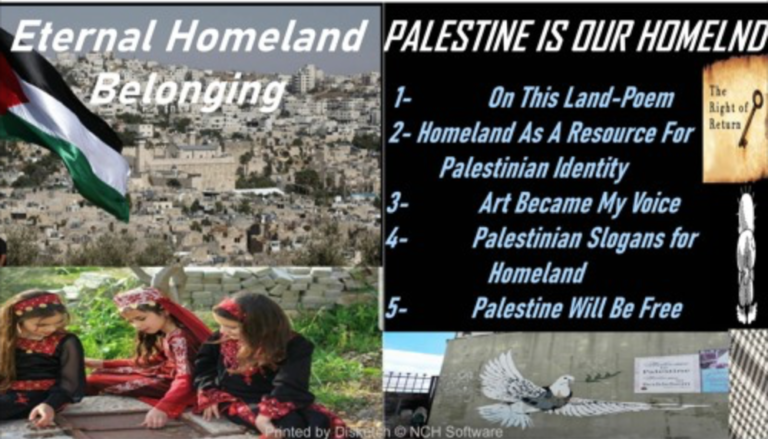 Eternal Homeland
Belonging
PALESTINE IS OUR HOMELND
1- On This Land-Poem
2- Homeland As A Resource For
Palestinian Identity
3- Art Became My Voice
4- Palestinian Slogans for
Homeland
5- Palestine Will Be Free
The
Right of
Return
Palestine
Printed by Disketch © NCH Software